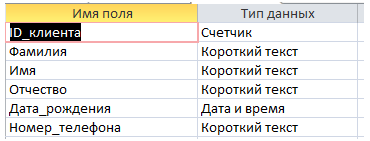 Имя поля Тип данных
ID_клиента Счетчик
Фамилия Короткий текст
Имя Короткий текст
Отчество Короткий текст
Дата_рождения Дата и время
Номер_телефона Короткий текст